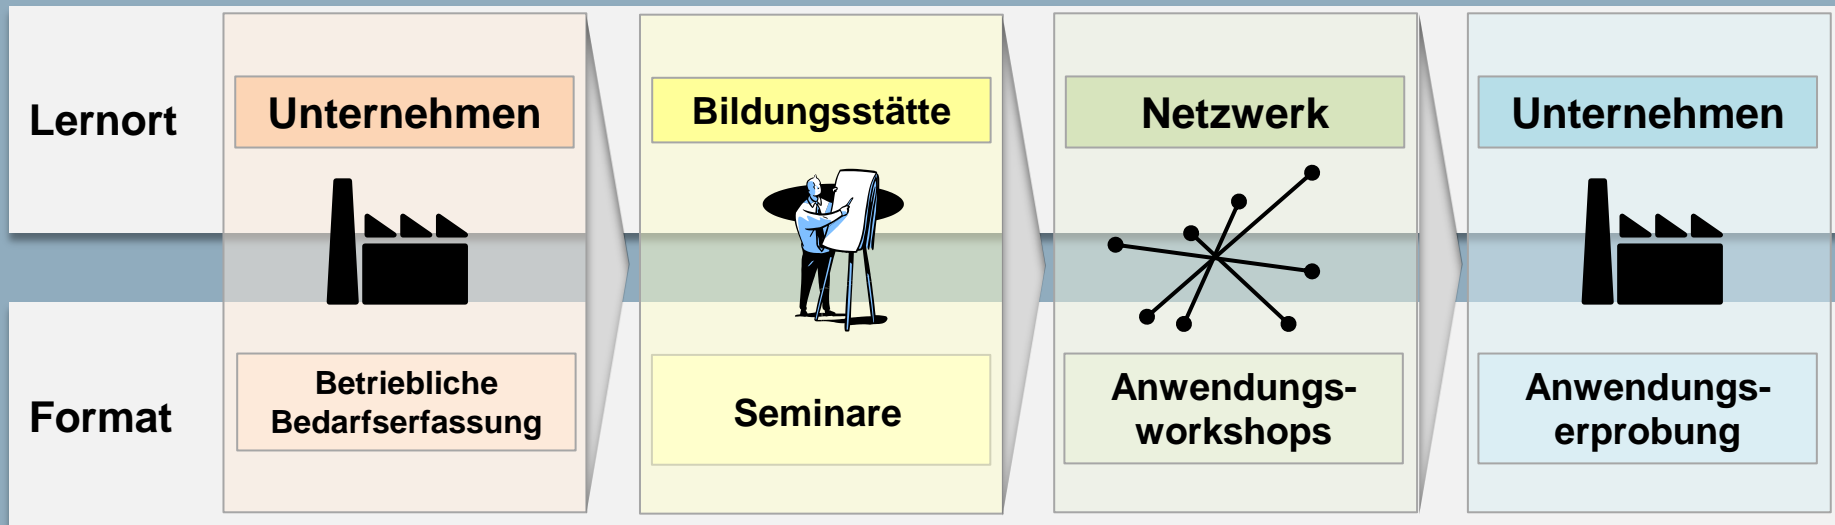 Lernort
Unternehmen
Bildungsstätte
Netzwerk
Unternehmen
Format
Betriebliche
Bedarfserfassung
Seminare
Anwendungs-
workshops
Anwendungs-
erprobung